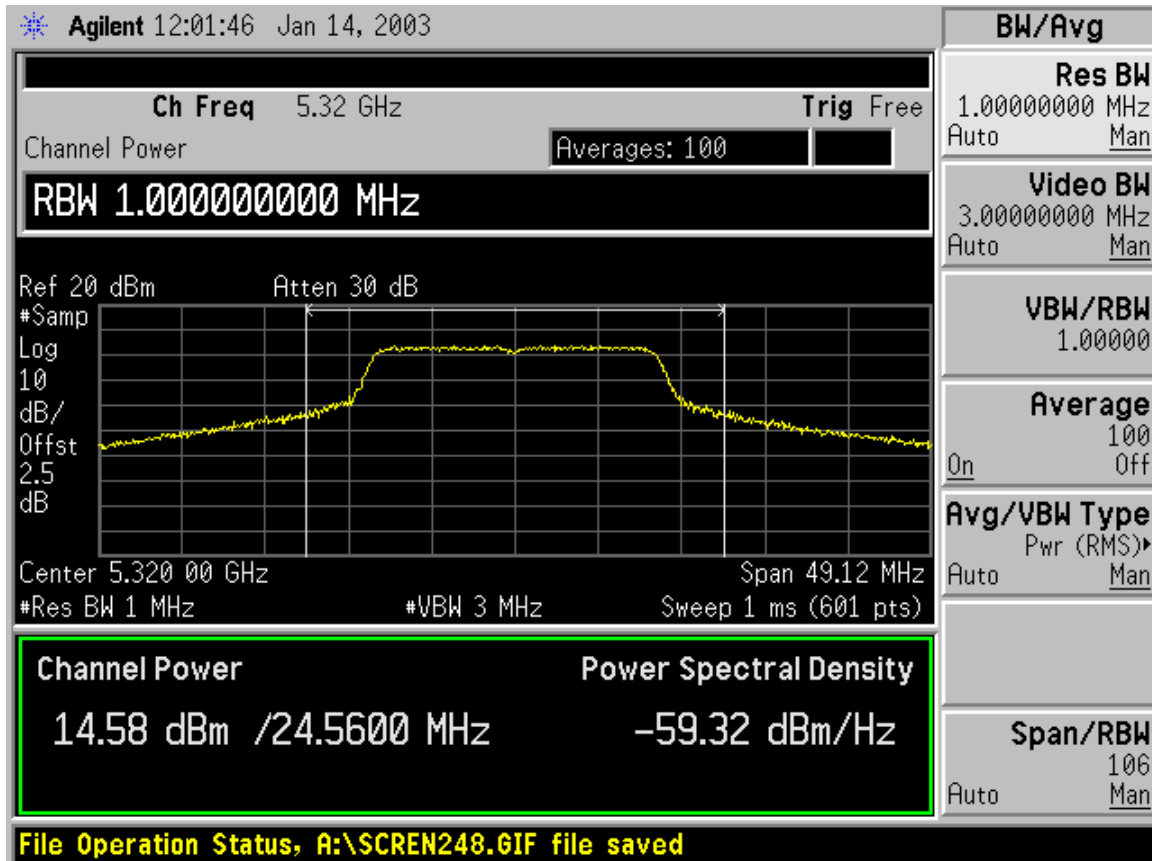 Agilent 12:01:46 Jan 14, 2003
BW/Avg
Ch Freq 5.32 GHz Trig Free
Channel Power Averages: 100
RBW 1.000000000 MHz
Ref 20 dBm Atten 30 dB
#Samp
Log
10
dB/
Offst
2.5
dB
Center 5.320 00 GHz Span 49.12 MHz
#Res BW 1 MHz #VBW 3 MHz Sweep 1 ms (601 pts)
Channel Power Power Spectral Density
14.58 dBm /24.5600 MHz -59.32 dBm/Hz
File Operation Status, A:\SCREN248.GIF file saved
Res BW
1.00000000 MHz
Auto Man
Video BW
3.00000000 MHz
Auto Man
VBW/RBW
1.00000
Average
100
On Off
Avg/VBW Type
Pwr (RMS)▸
Auto Man
Span/RBW
106
Auto Man